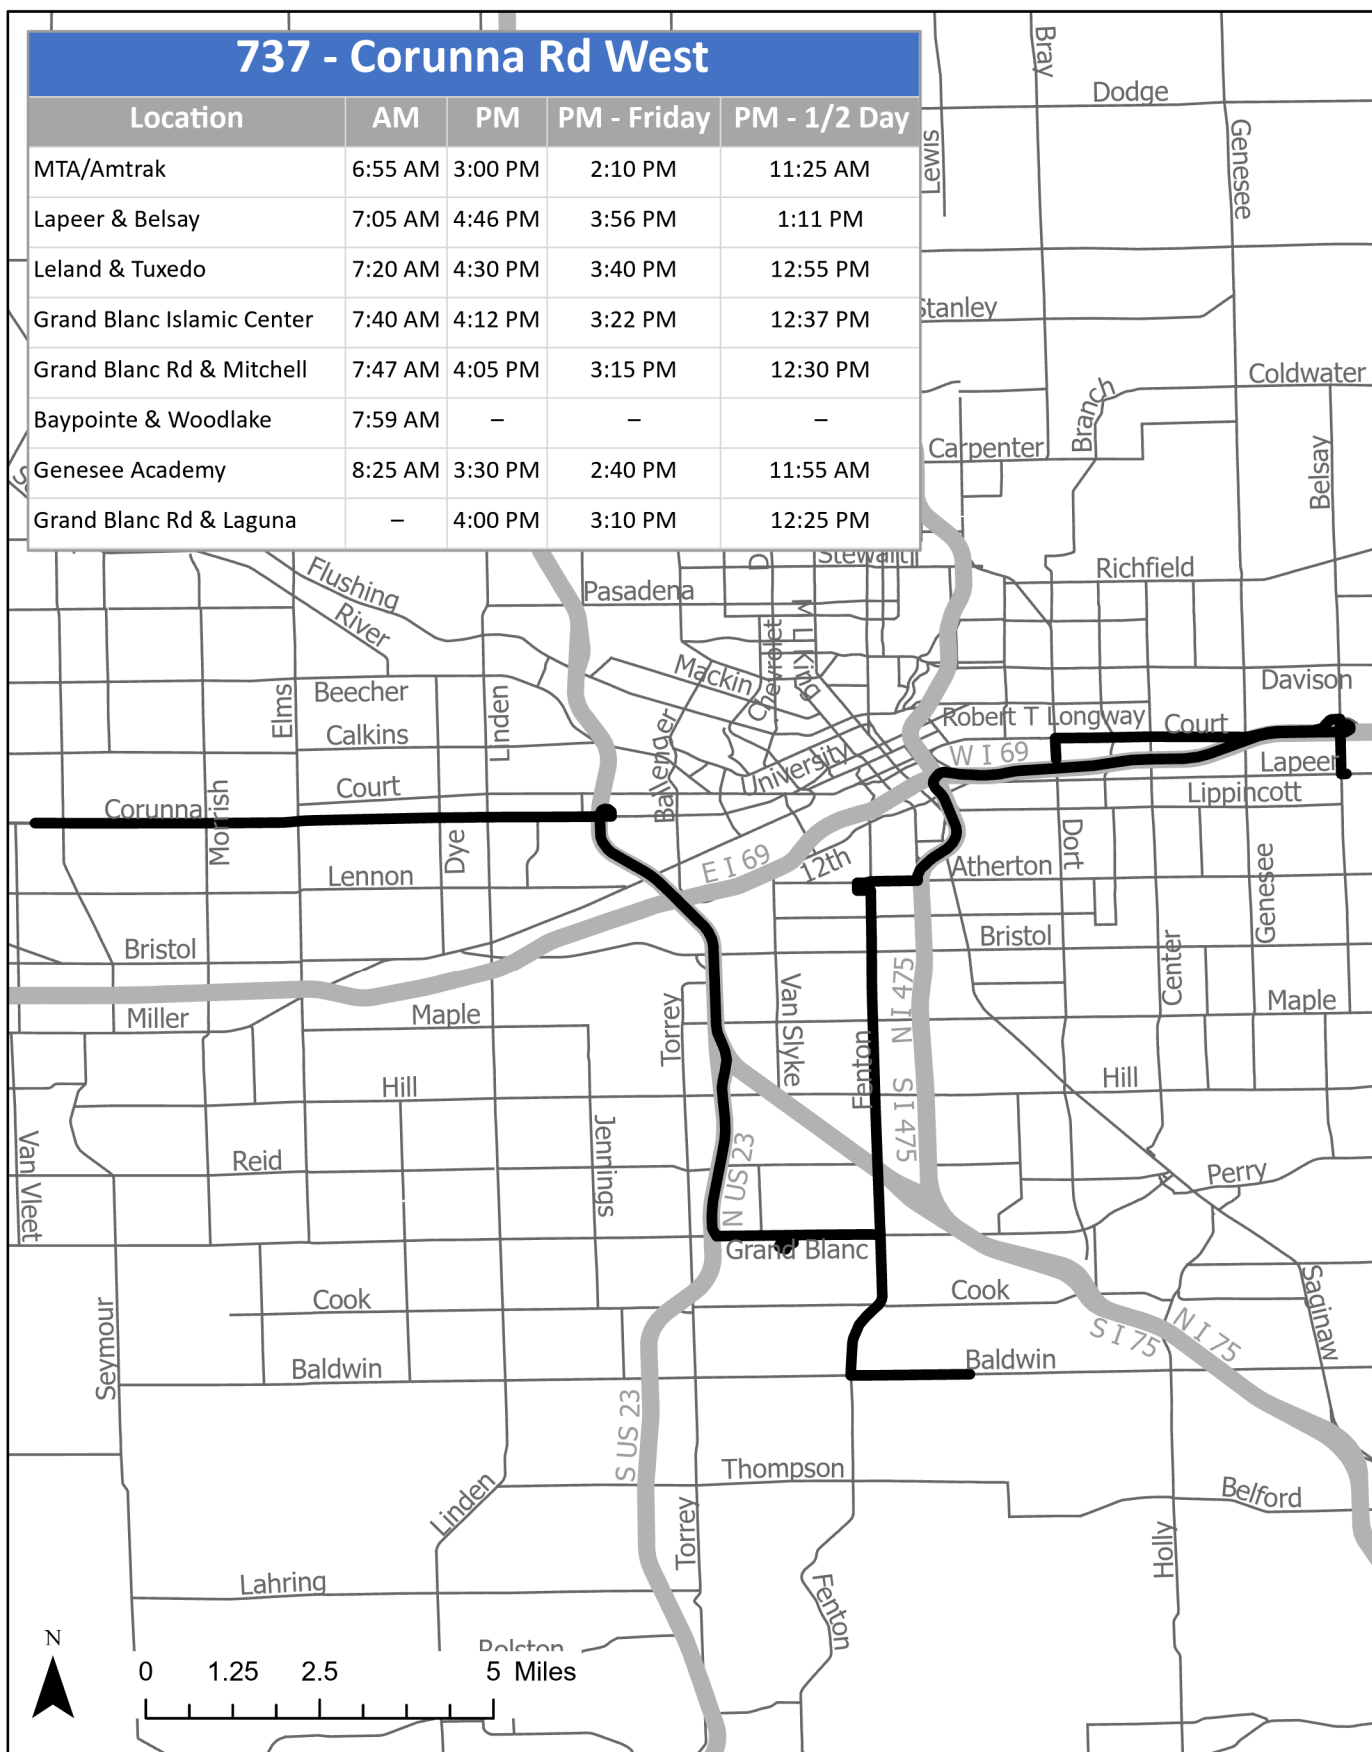 737 - Corunna Rd West
Location AM PM PM - Friday PM - 1/2 Day
MTA/Amtrak 6:55 AM 3:00 PM 2:10 PM 11:25 AM
Lapeer & Belsay 7:05 AM 4:46 PM 3:56 PM 1:11 PM
Leland & Tuxedo 7:20 AM 4:30 PM 3:40 PM 12:55 PM
Grand Blanc Islamic Center 7:40 AM 4:12 PM 3:22 PM 12:37 PM
Grand Blanc Rd & Mitchell 7:47 AM 4:05 PM 3:15 PM 12:30 PM
Baypointe & Woodlake 7:59 AM – – –
Genesee Academy 8:25 AM 3:30 PM 2:40 PM 11:55 AM
Grand Blanc Rd & Laguna – 4:00 PM 3:10 PM 12:25 PM
Bray
Dodge
Lewis
Genesee
Stanley
Coldwater
Branch
Carpenter
Belsay
Stewart
Richfield
Flushing
Pasadena
River
M L King
Chevrolet
Mackin
Davison
Beecher
Elms
Linden
Robert T Longway
Court
Calkins
Ballenger
University
W I 69
Lapeer
Court
Lippincott
Corunna
Morrish
Dye
Dort
E I 69
12th
Atherton
Lennon
Genesee
Bristol
Bristol
Center
N I 475
Van Slyke
Torrey
Maple
Maple
Miller
Fenton
Hill
Hill
S I 475
Jennings
Van Vleet
Reid
N US 23
Perry
Grand Blanc
Cook
Cook
Saginaw
Seymour
S I 75
N I 75
Baldwin
Baldwin
S US 23
Thompson
Belford
Linden
Torrey
Holly
Lahring
Fenton
Rolston
N
0 1.25 2.5 5 Miles